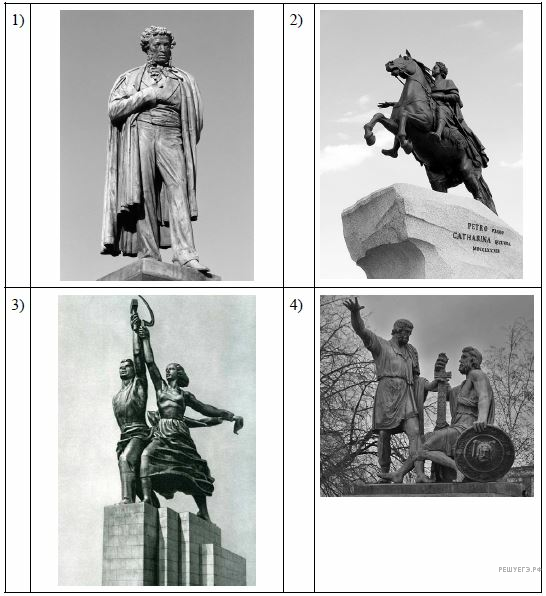 1)
2)
PETRO PRIMO
CATHARINA SECUNDA
MDCCLXXXII
3)
4)
РЕШУЕГЭ.РФ